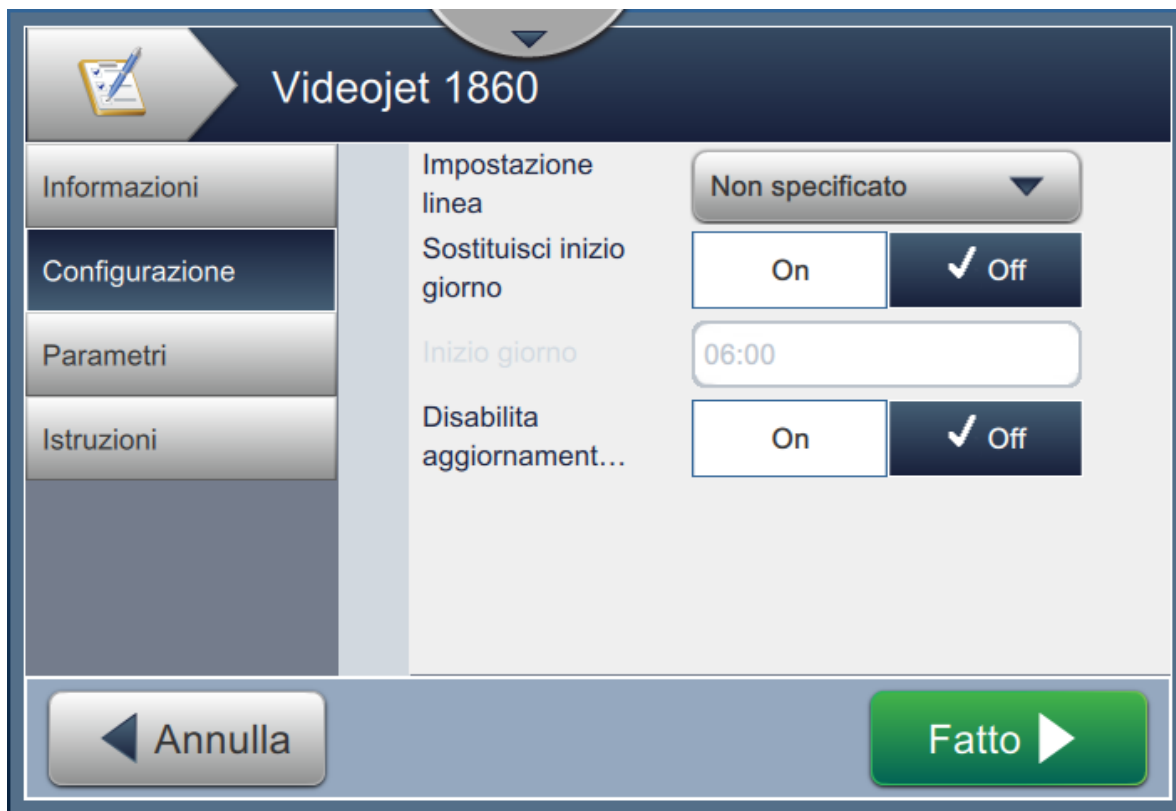 Videojet 1860
Informazioni
Configurazione
Parametri
Istruzioni
Impostazione
linea
Non specificato
Sostituisci inizio
giorno
On
Off
Inizio giorno
06:00
Disabilita
aggiornament…
On
Off
Annulla
Fatto